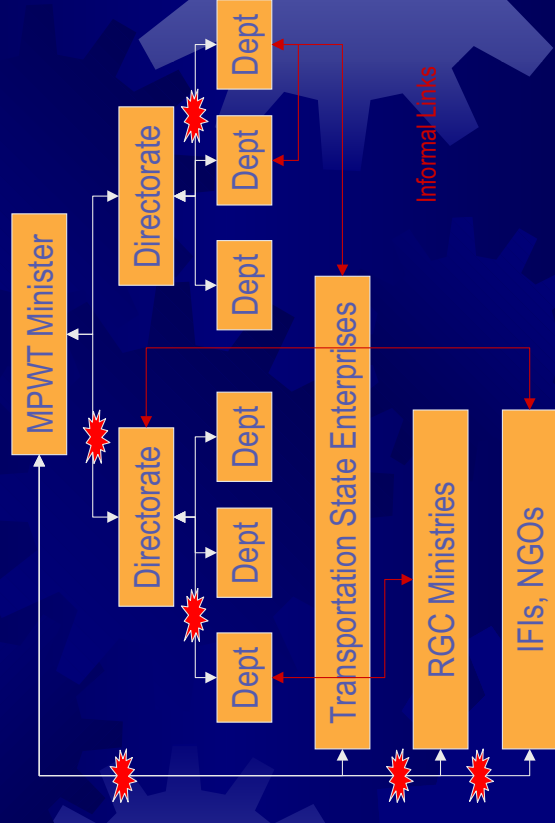 MPWT Minister
Directorate
Directorate
Dept
Dept
Dept
Dept
Dept
Dept
Transportation State Enterprises
RGC Ministries
IFIs, NGOs
Informal Links